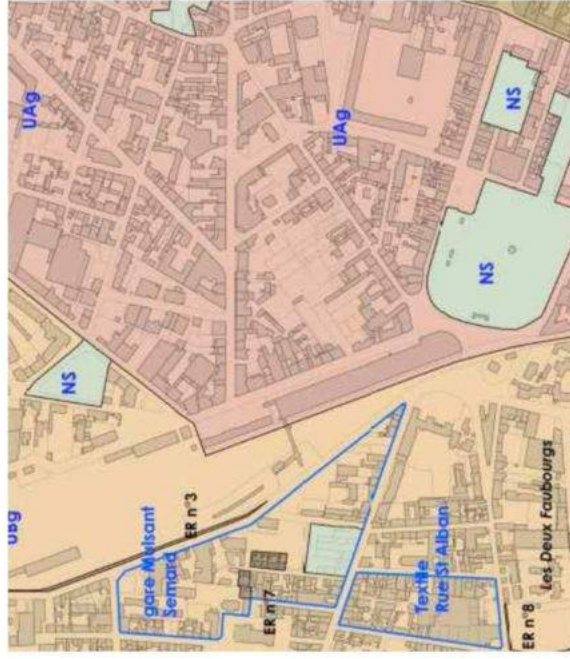 UAg
UAg
NS
NS
NS
UBg
ER n°3
gare Mulsant
Semard
ER n°7
Textile
Rue St Alban
Les Deux Faubourgs
ER n°8